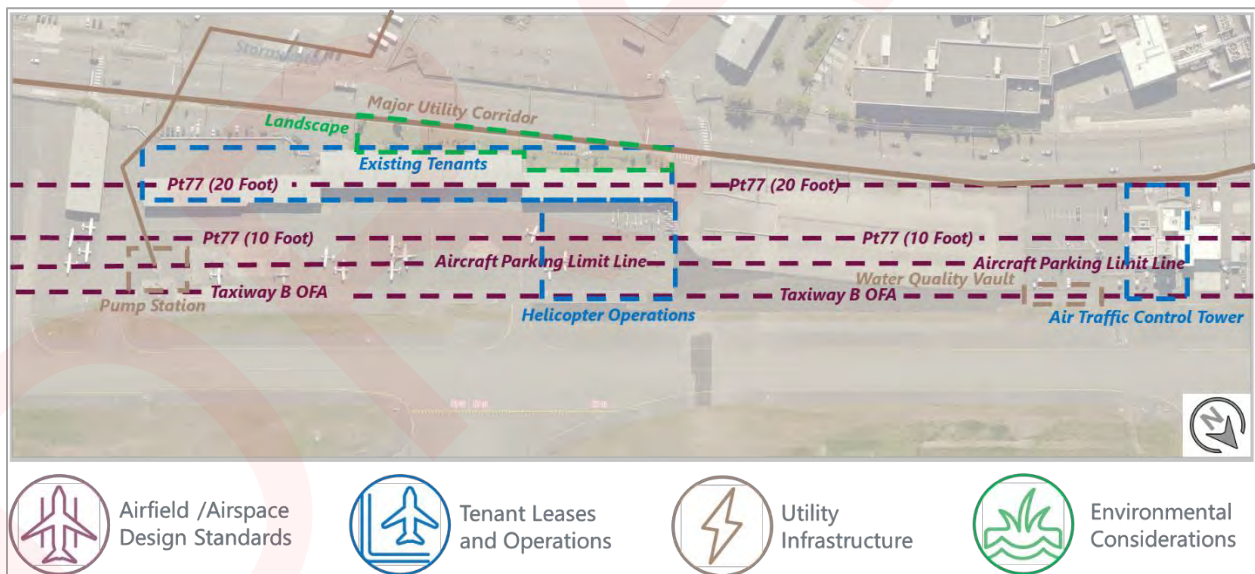 Stormwater
Major Utility Corridor
Landscape
Existing Tenants
Pt77 (20 Foot)
Pt77 (20 Foot)
Pt77 (10 Foot)
Pt77 (10 Foot)
Aircraft Parking Limit Line
Aircraft Parking Limit Line
Water Quality Vault
Taxiway B OFA
Taxiway B OFA
Pump Station
Helicopter Operations
Air Traffic Control Tower
N
Airfield /Airspace
Design Standards
Tenant Leases
and Operations
Utility
Infrastructure
Environmental
Considerations